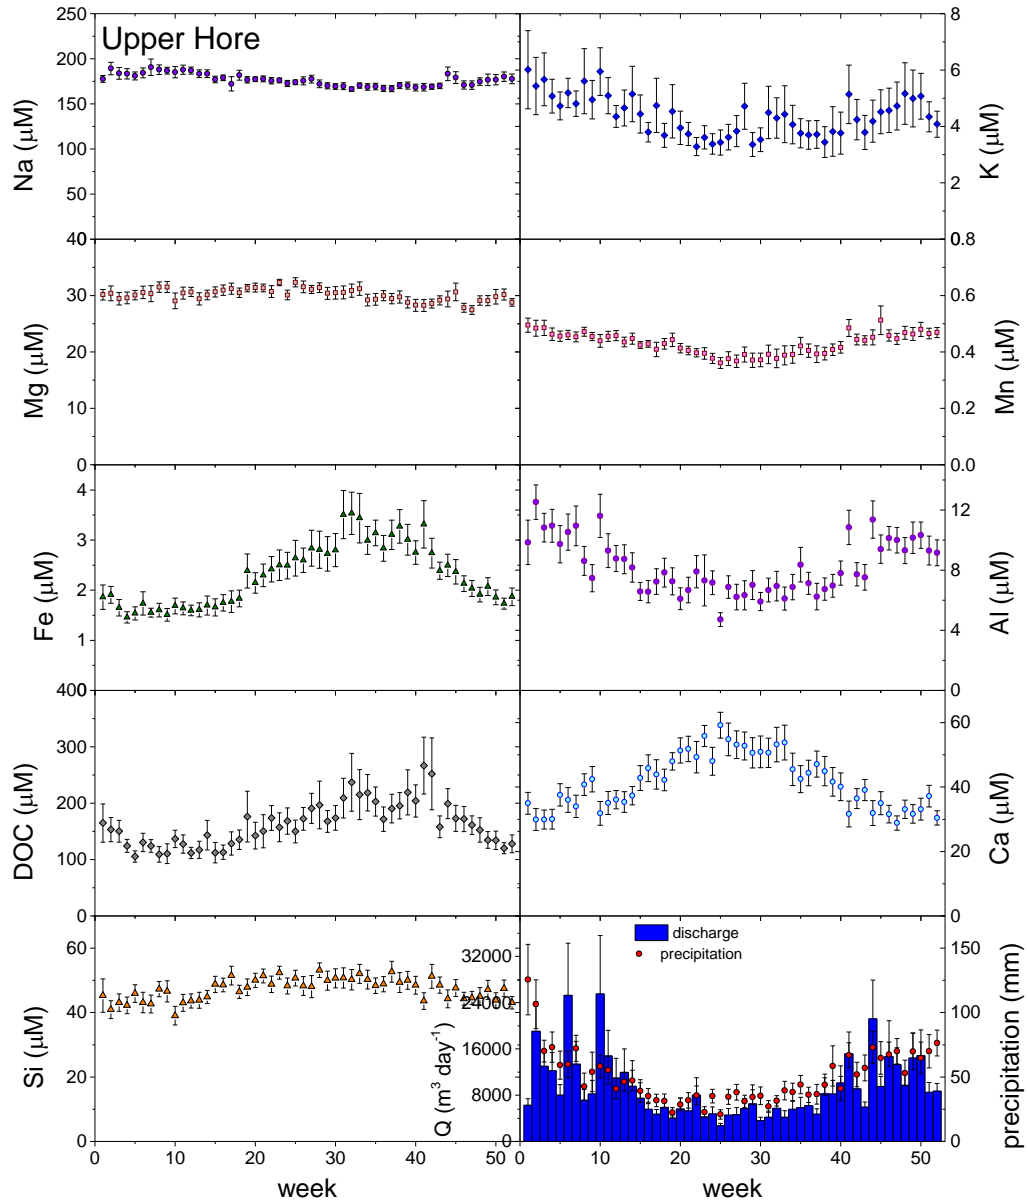 Upper Hore
250
200
150
100
50
0
Na (μM)
8
6
4
2
0
K (μM)
40
30
20
10
0
Mg (μM)
0.8
0.6
0.4
0.2
0.0
Mn (μM)
4
3
2
1
0
Fe (μM)
12
8
4
0
Al (μM)
400
300
200
100
0
DOC (μM)
60
40
20
0
Ca (μM)
60
40
20
0
Si (μM)
discharge
precipitation
32000
24000
16000
8000
0
Q (m³ day⁻¹)
150
100
50
0
precipitation (mm)
0 10 20 30 40 50
week
0 10 20 30 40 50
week